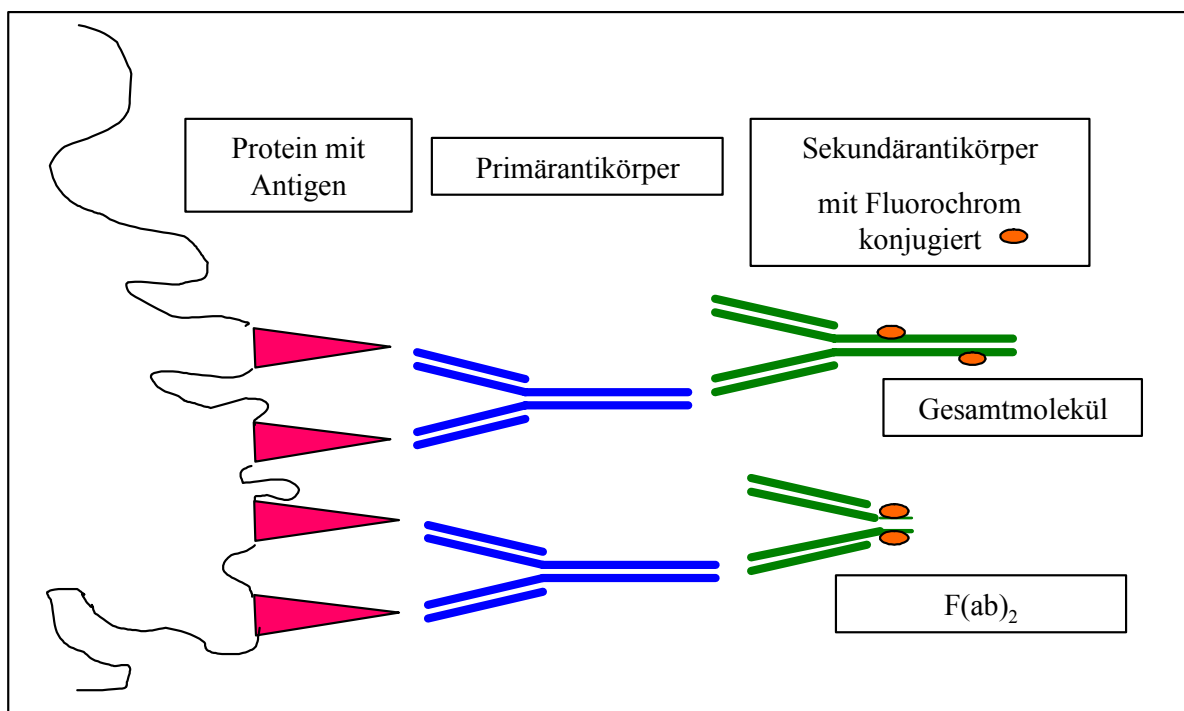 Protein mit
Antigen
Primärantikörper
Sekundärantikörper
mit Fluorochrom
konjugiert
Gesamtmolekül
F(ab)₂